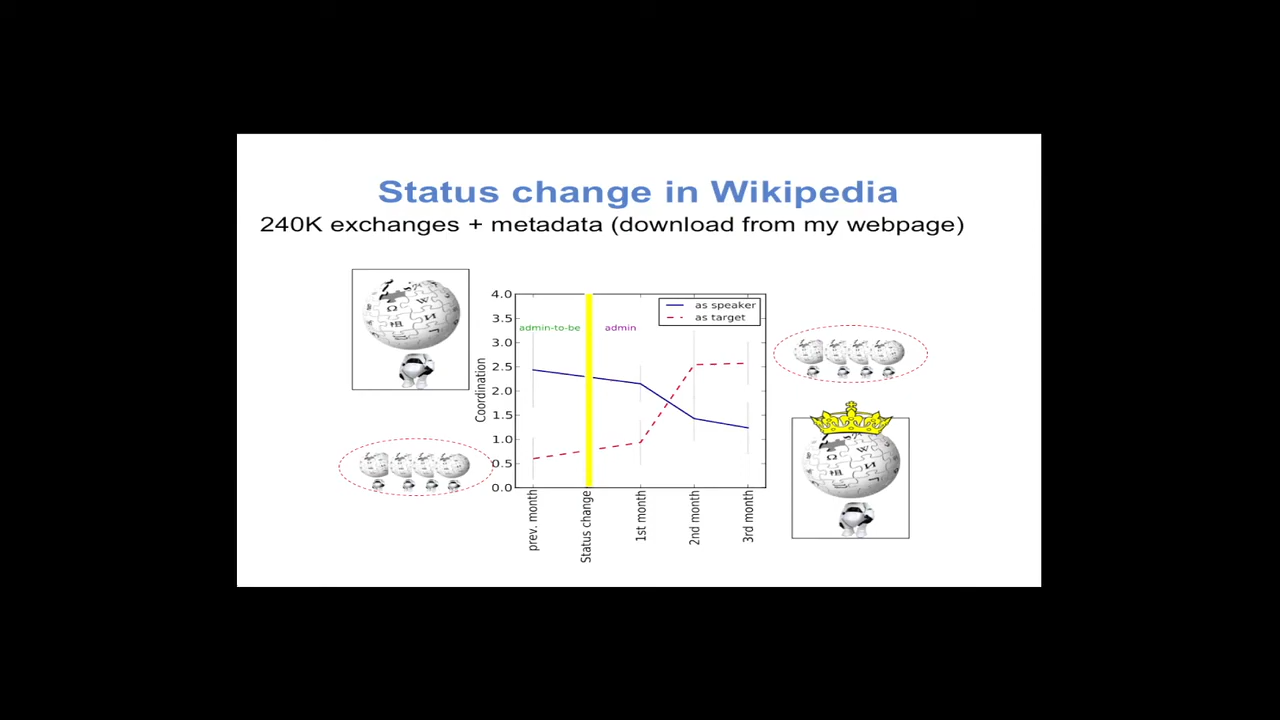 Status change in Wikipedia
240K exchanges + metadata (download from my webpage)
4.0
3.5
3.0
2.5
2.0
1.5
1.0
0.5
0.0
Coordination
admin-to-be
admin
as speaker
as target
prev. month
Status change
1st month
2nd month
3rd month